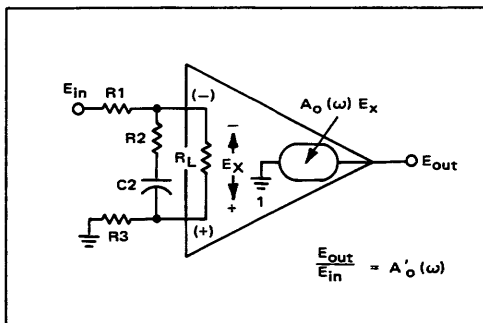 E_in
R1
(−)
R2
R_L
−
E_X
+
C2
R3
(+)
A_o (ω) E_X
1
E_out
E_out / E_in = A'_o (ω)